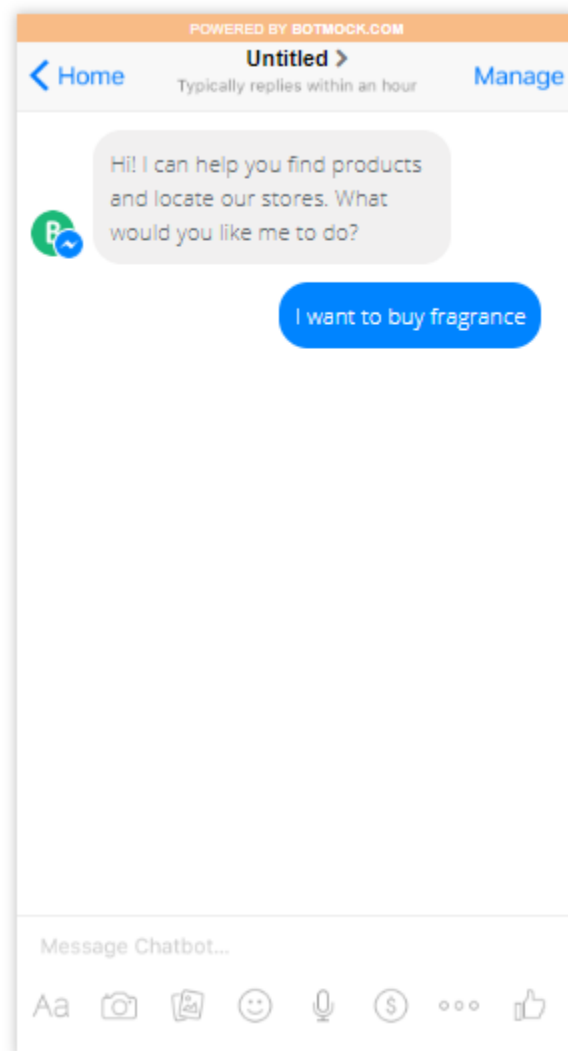 POWERED BY BOTMOCK.COM
Home
Untitled
Manage
Typically replies within an hour
Hi! I can help you find products
and locate our stores. What
would you like me to do?
B
I want to buy fragrance
Message Chatbot...
Aa
$